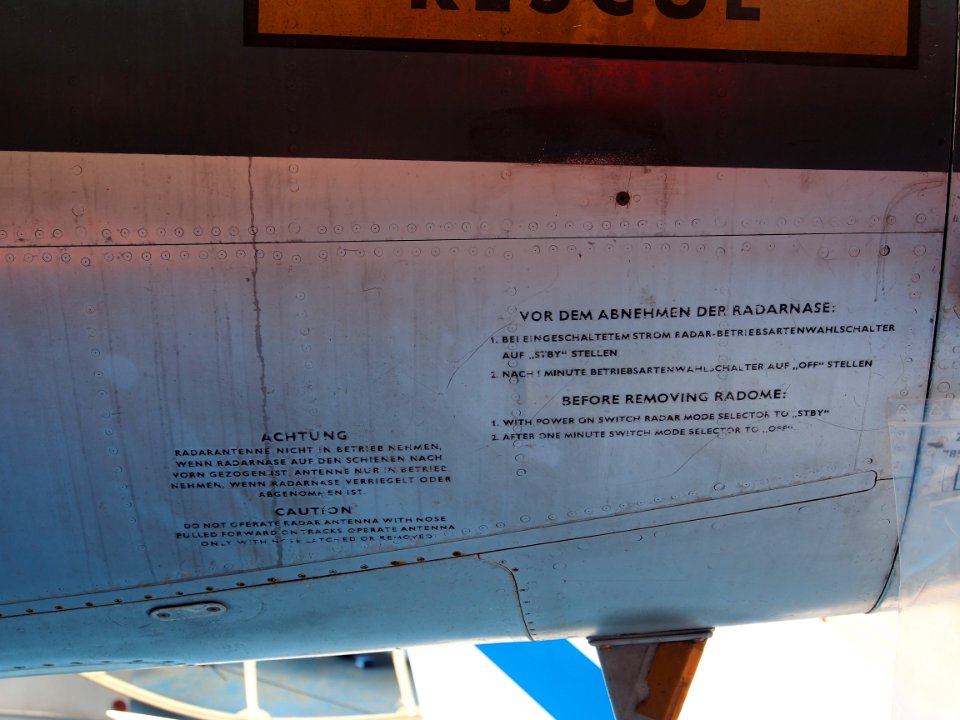 RESCUE
VOR DEM ABNEHMEN DER RADARNASE:
1. BEI EINGESCHALTETEM STROM RADAR-BETRIEBSARTENWAHLSCHALTER
AUF „STBY“ STELLEN
2. NACH 1 MINUTE BETRIEBSARTENWAHLSCHALTER AUF „OFF“ STELLEN
BEFORE REMOVING RADOME:
1. WITH POWER ON SWITCH RADAR MODE SELECTOR TO „STBY“
2. AFTER ONE MINUTE SWITCH MODE SELECTOR TO „OFF“
ACHTUNG
RADARANTENNE NICHT IN BETRIEB NEHMEN,
WENN RADARNASE AUF DEN SCHIENEN NACH
VORN GEZOGEN IST. ANTENNE NUR IN BETRIEB
NEHMEN, WENN RADARNASE VERRIEGELT ODER
ABGENOMMEN IST.
CAUTION
DO NOT OPERATE RADAR ANTENNA WITH NOSE
PULLED FORWARD ON TRACKS. OPERATE ANTENNA
ONLY WITH NOSE LATCHED OR REMOVED.